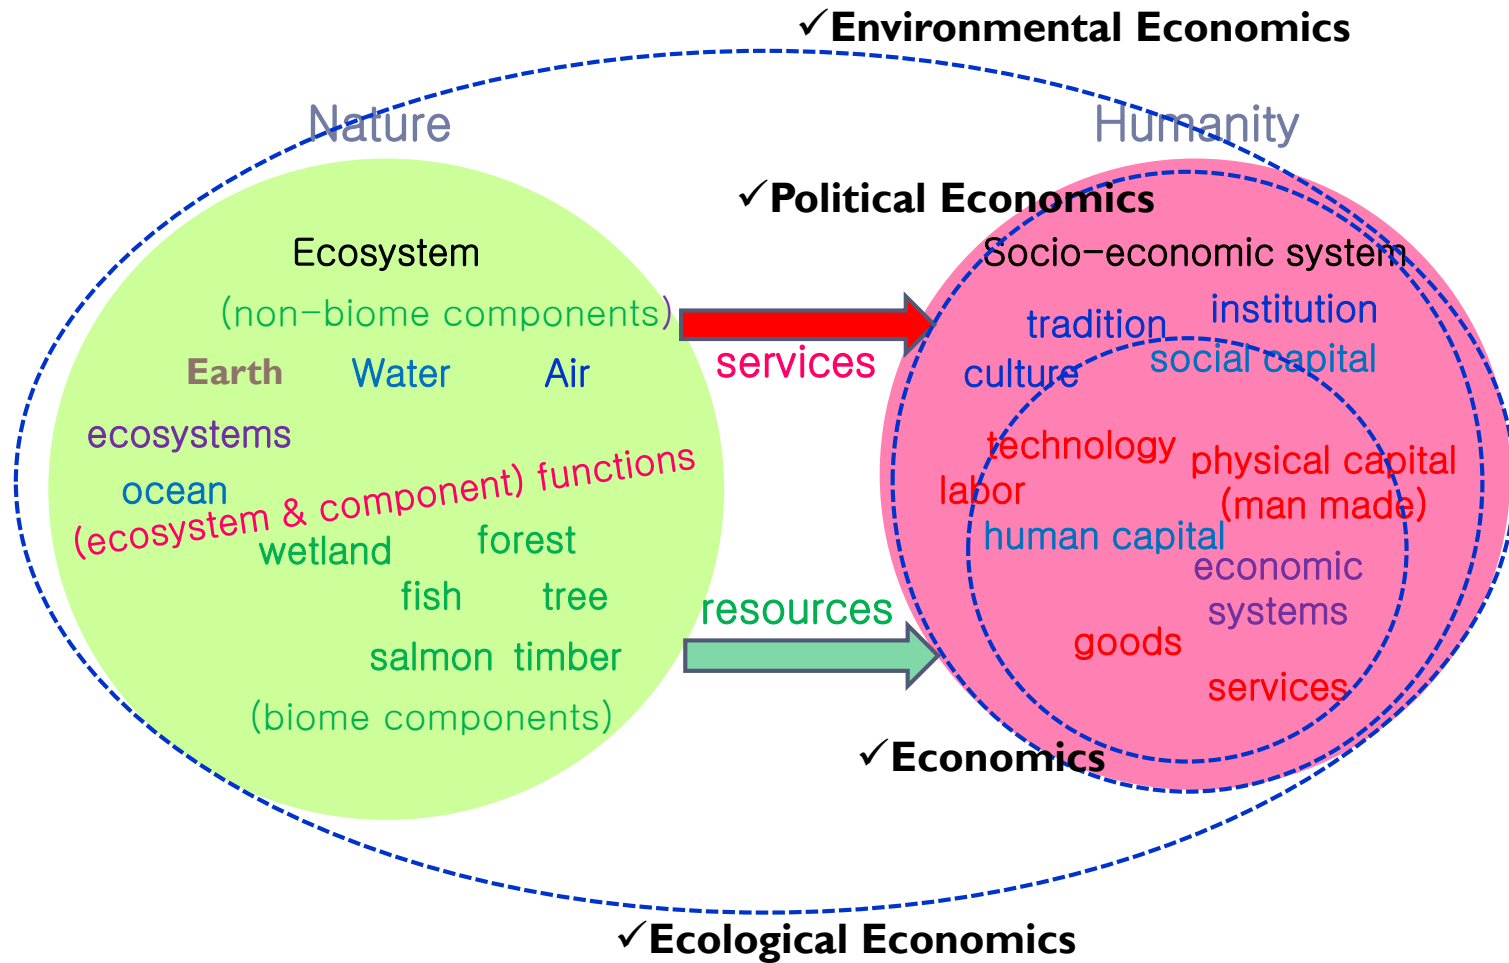 ✓Environmental Economics
Nature
Humanity
✓Political Economics
Ecosystem
(non-biome components)
Earth
Water
Air
ecosystems
ocean
(ecosystem & component) functions
wetland
forest
fish
tree
salmon
timber
(biome components)
services
resources
Socio-economic system
tradition
institution
culture
social capital
technology
physical capital
(man made)
labor
human capital
economic
systems
goods
services
✓Economics
✓Ecological Economics